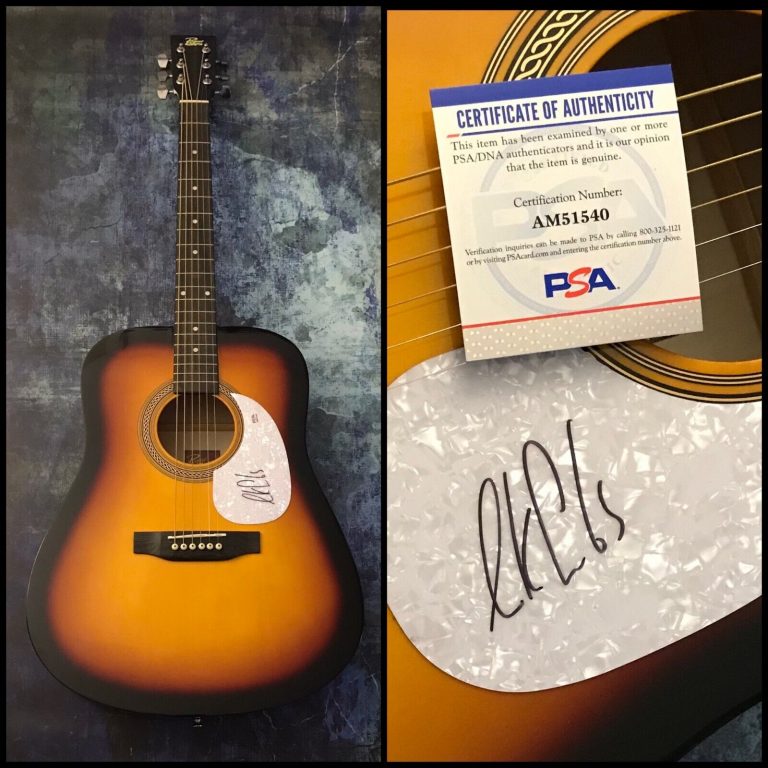 CERTIFICATE OF AUTHENTICITY
This item has been examined by one or more
PSA/DNA authenticators and it is our opinion
that the item is genuine.
Certification Number:
AM51540
Verification inquiries can be made to PSA by calling 800-325-1121
or by visiting PSAcard.com and entering the certification number above.
PSA